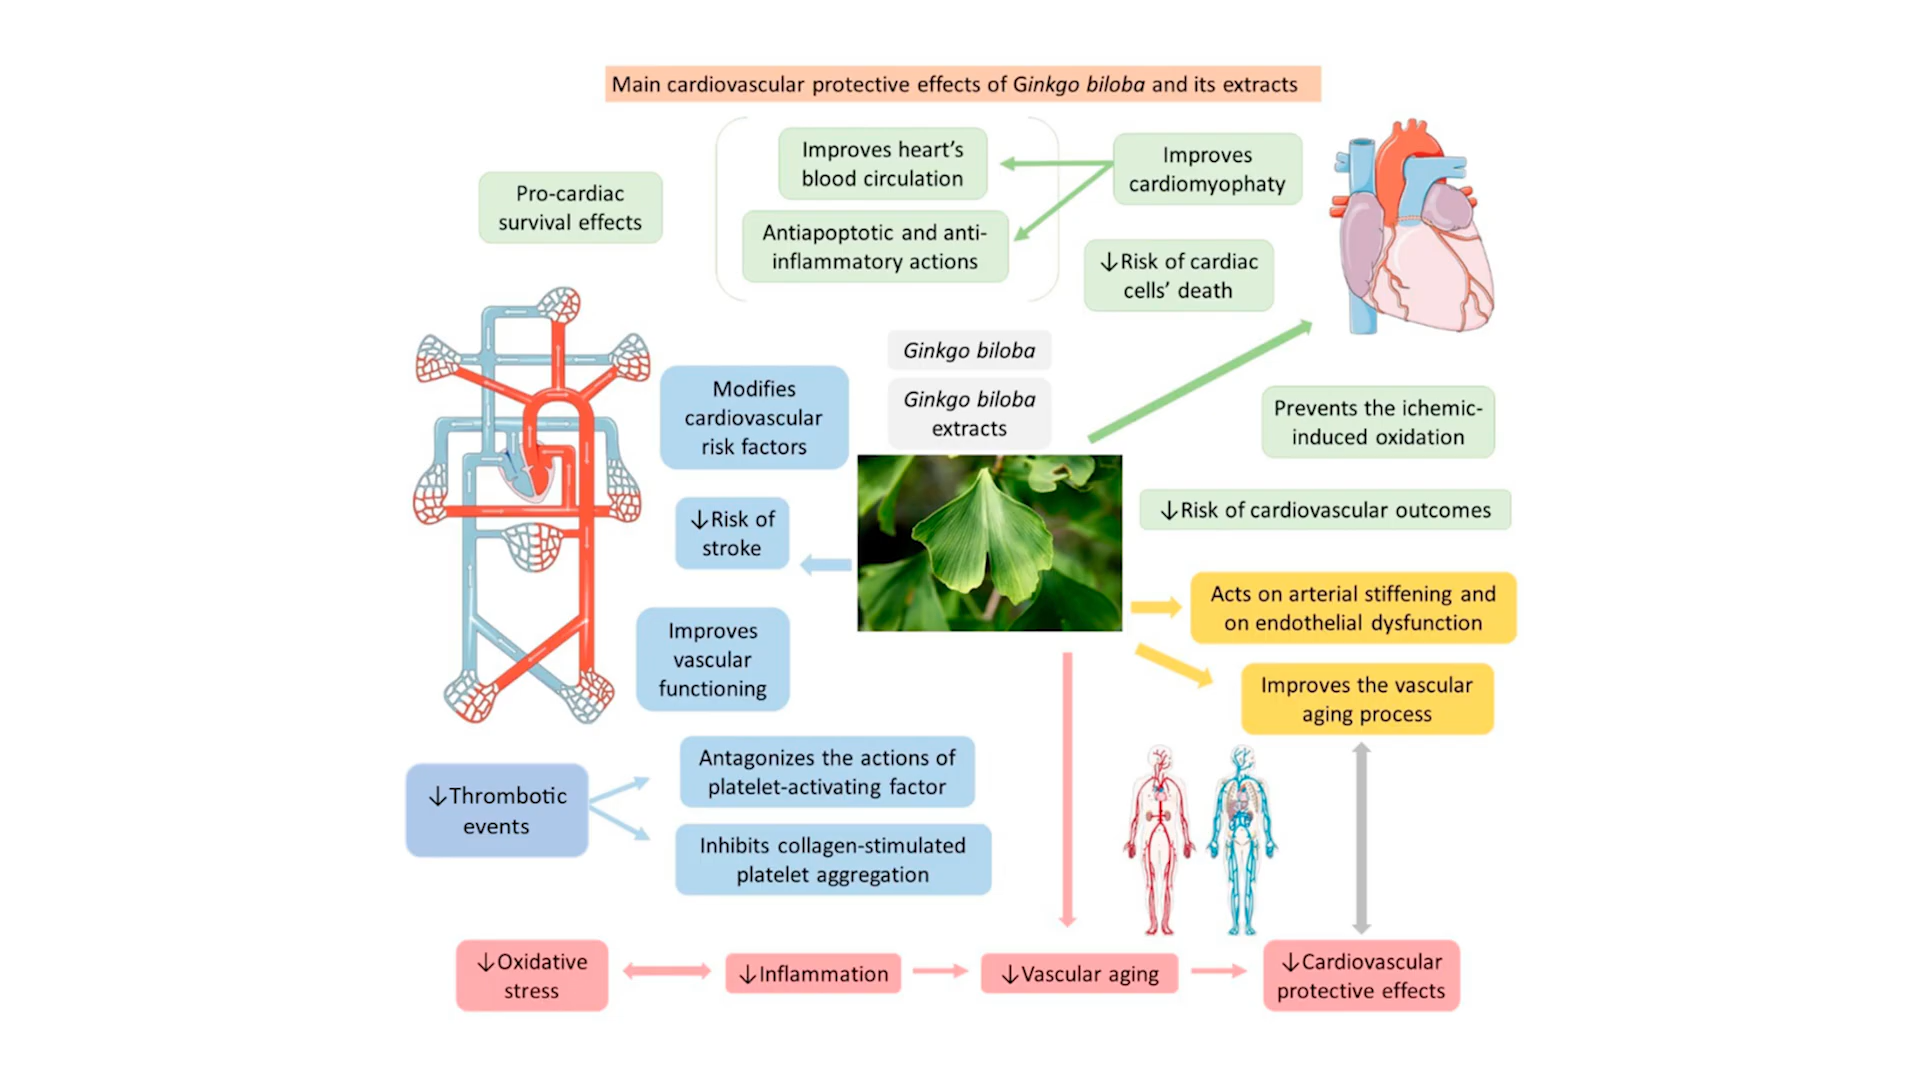 Main cardiovascular protective effects of Ginkgo biloba and its extracts
Improves heart’s
blood circulation
Improves
cardiomyophaty
Pro-cardiac
survival effects
Antiapoptotic and anti-
inflammatory actions
↓Risk of cardiac
cells’ death
Ginkgo biloba
Ginkgo biloba
extracts
Modifies
cardiovascular
risk factors
Prevents the ichemic-
induced oxidation
↓Risk of
stroke
↓Risk of cardiovascular outcomes
Acts on arterial stiffening and
on endothelial dysfunction
Improves
vascular
functioning
Improves the vascular
aging process
Antagonizes the actions of
platelet-activating factor
↓Thrombotic
events
Inhibits collagen-stimulated
platelet aggregation
↓Oxidative
stress
↓Inflammation
↓Vascular aging
↓Cardiovascular
protective effects